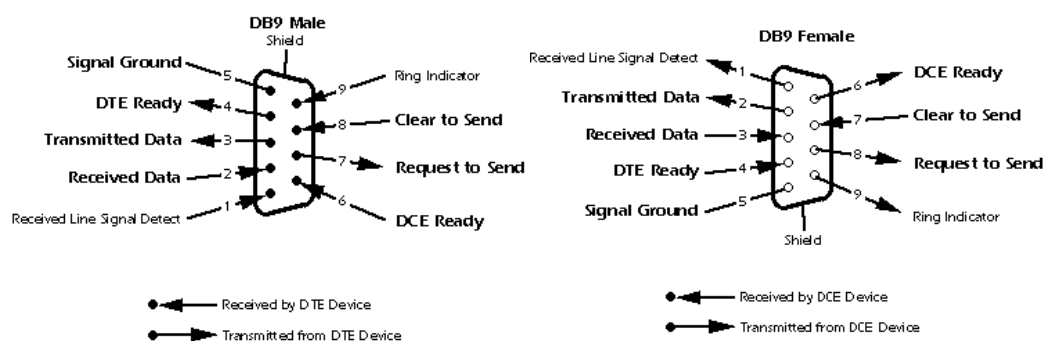 DB9 Male
Shield
Signal Ground
5
9
Ring Indicator
DTE Ready
4
8
Clear to Send
Transmitted Data
3
7
Request to Send
Received Data
2
6
DCE Ready
Received Line Signal Detect
1
Received by DTE Device
Transmitted from DTE Device
DB9 Female
Received Line Signal Detect
1
6
DCE Ready
Transmitted Data
2
7
Clear to Send
Received Data
3
8
Request to Send
DTE Ready
4
9
Ring Indicator
Signal Ground
5
Shield
Received by DCE Device
Transmitted from DCE Device